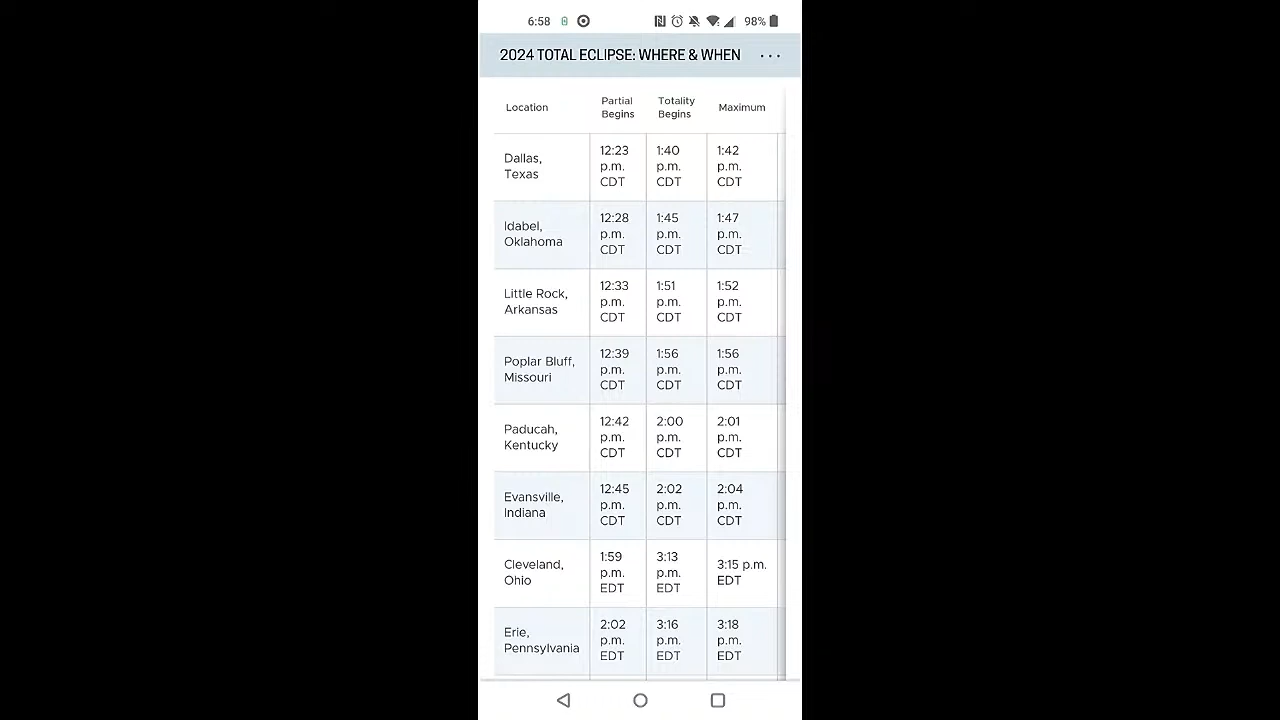 6:58 98%
2024 TOTAL ECLIPSE: WHERE & WHEN ...
Location Partial Begins Totality Begins Maximum
Dallas, Texas 12:23 p.m. CDT 1:40 p.m. CDT 1:42 p.m. CDT
Idabel, Oklahoma 12:28 p.m. CDT 1:45 p.m. CDT 1:47 p.m. CDT
Little Rock, Arkansas 12:33 p.m. CDT 1:51 p.m. CDT 1:52 p.m. CDT
Poplar Bluff, Missouri 12:39 p.m. CDT 1:56 p.m. CDT 1:56 p.m. CDT
Paducah, Kentucky 12:42 p.m. CDT 2:00 p.m. CDT 2:01 p.m. CDT
Evansville, Indiana 12:45 p.m. CDT 2:02 p.m. CDT 2:04 p.m. CDT
Cleveland, Ohio 1:59 p.m. EDT 3:13 p.m. EDT 3:15 p.m. EDT
Erie, Pennsylvania 2:02 p.m. EDT 3:16 p.m. EDT 3:18 p.m. EDT